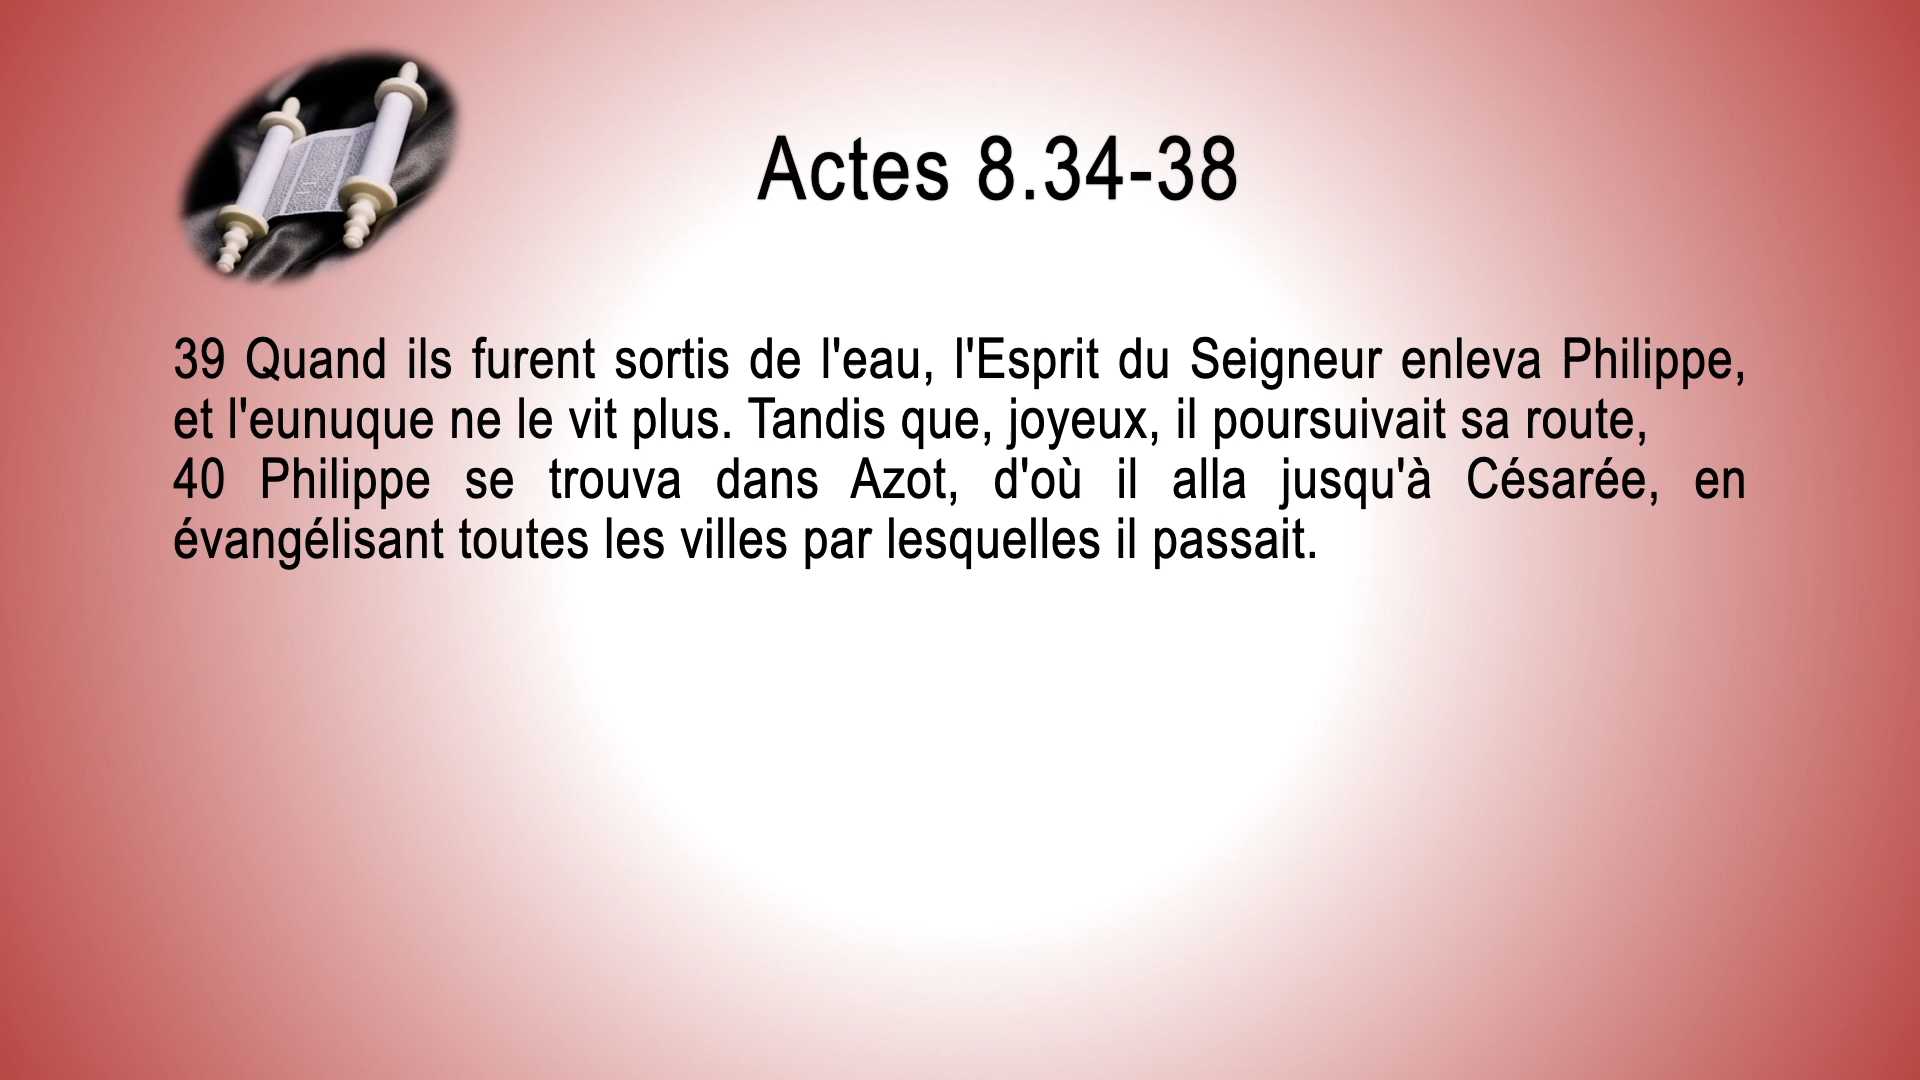 Actes 8.34-38
39 Quand ils furent sortis de l'eau, l'Esprit du Seigneur enleva Philippe,
et l'eunuque ne le vit plus. Tandis que, joyeux, il poursuivait sa route,
40 Philippe se trouva dans Azot, d'où il alla jusqu'à Césarée, en
évangélisant toutes les villes par lesquelles il passait.